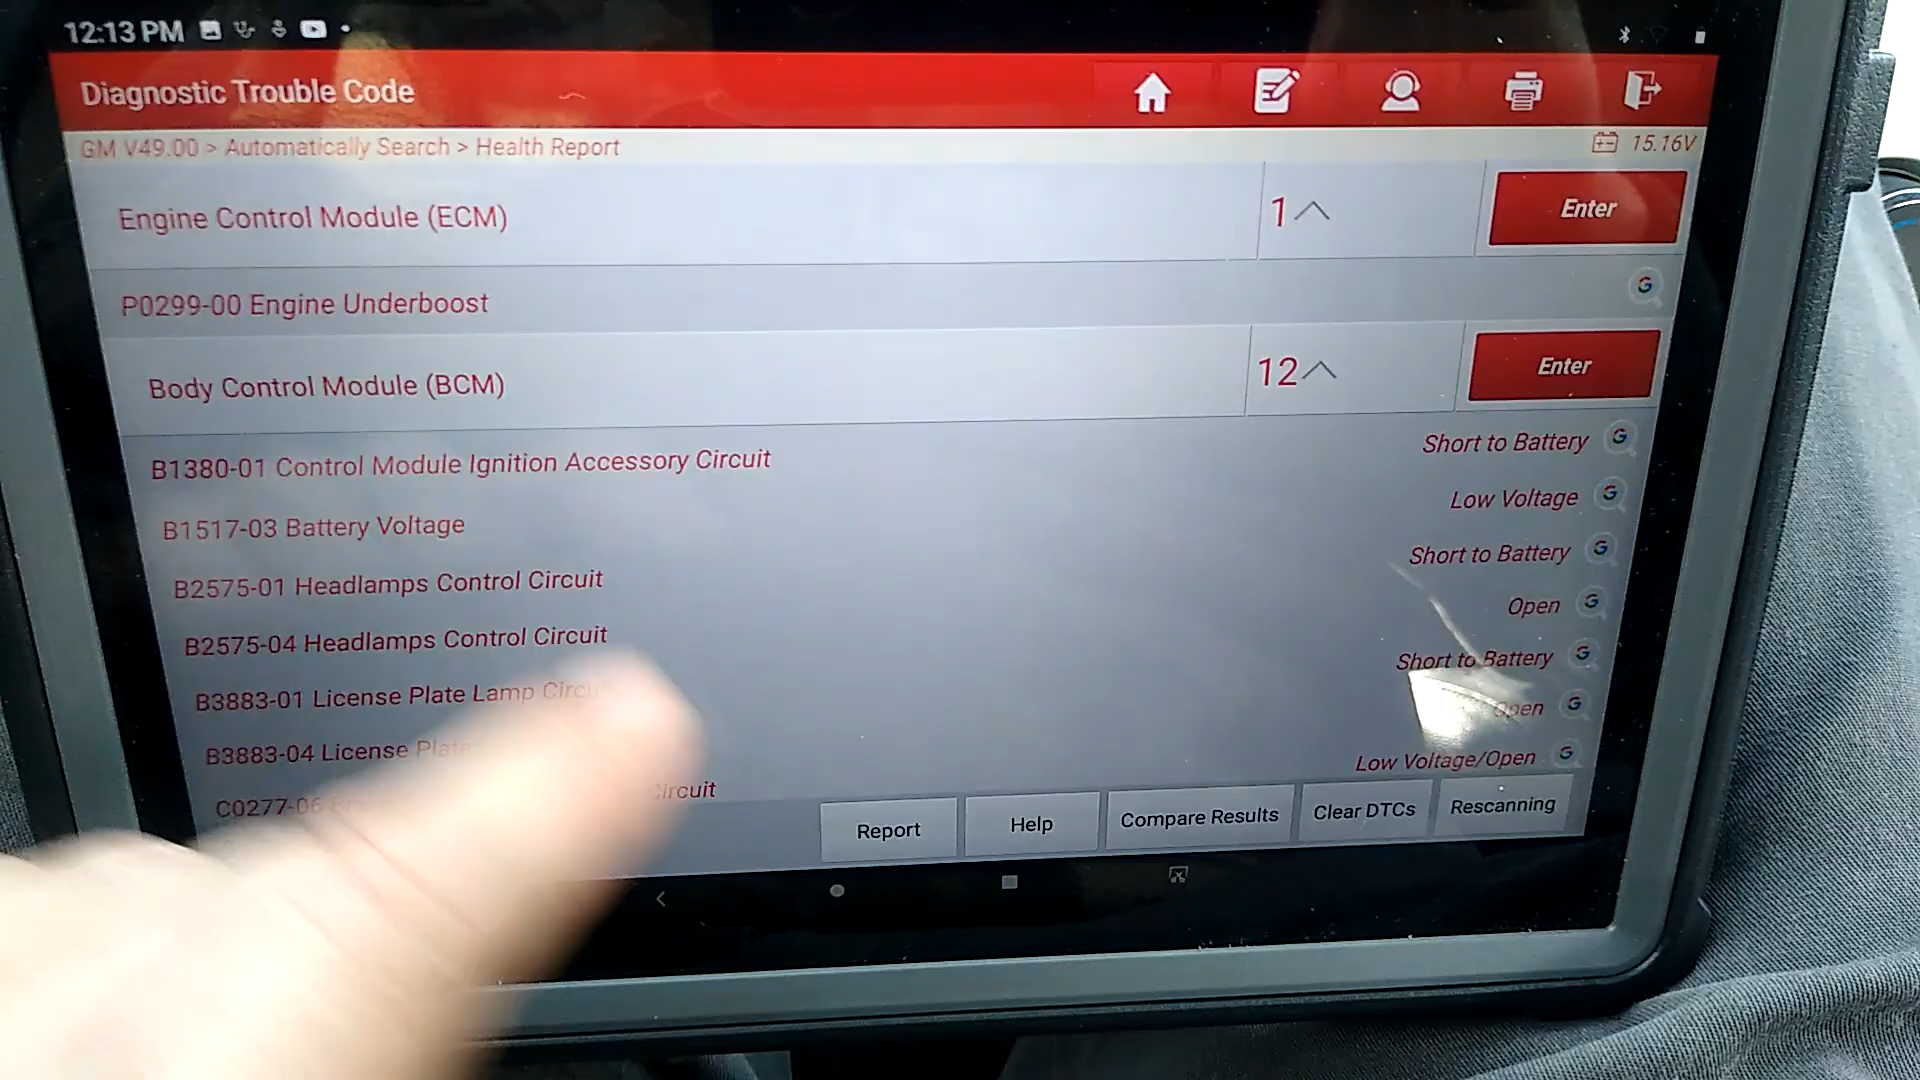 12:13 PM
Diagnostic Trouble Code
GM V49.00 > Automatically Search > Health Report
15.16V
Engine Control Module (ECM)
1
Enter
P0299-00 Engine Underboost
G
Body Control Module (BCM)
12
Enter
B1380-01 Control Module Ignition Accessory Circuit
Short to Battery G
B1517-03 Battery Voltage
Low Voltage G
B2575-01 Headlamps Control Circuit
Short to Battery G
B2575-04 Headlamps Control Circuit
Open G
B3883-01 License Plate Lamp
Short to Battery G
B3883-04 License Plate
Open G
C0277-06
Circuit
Low Voltage/Open G
Report
Help
Compare Results
Clear DTCs
Rescanning